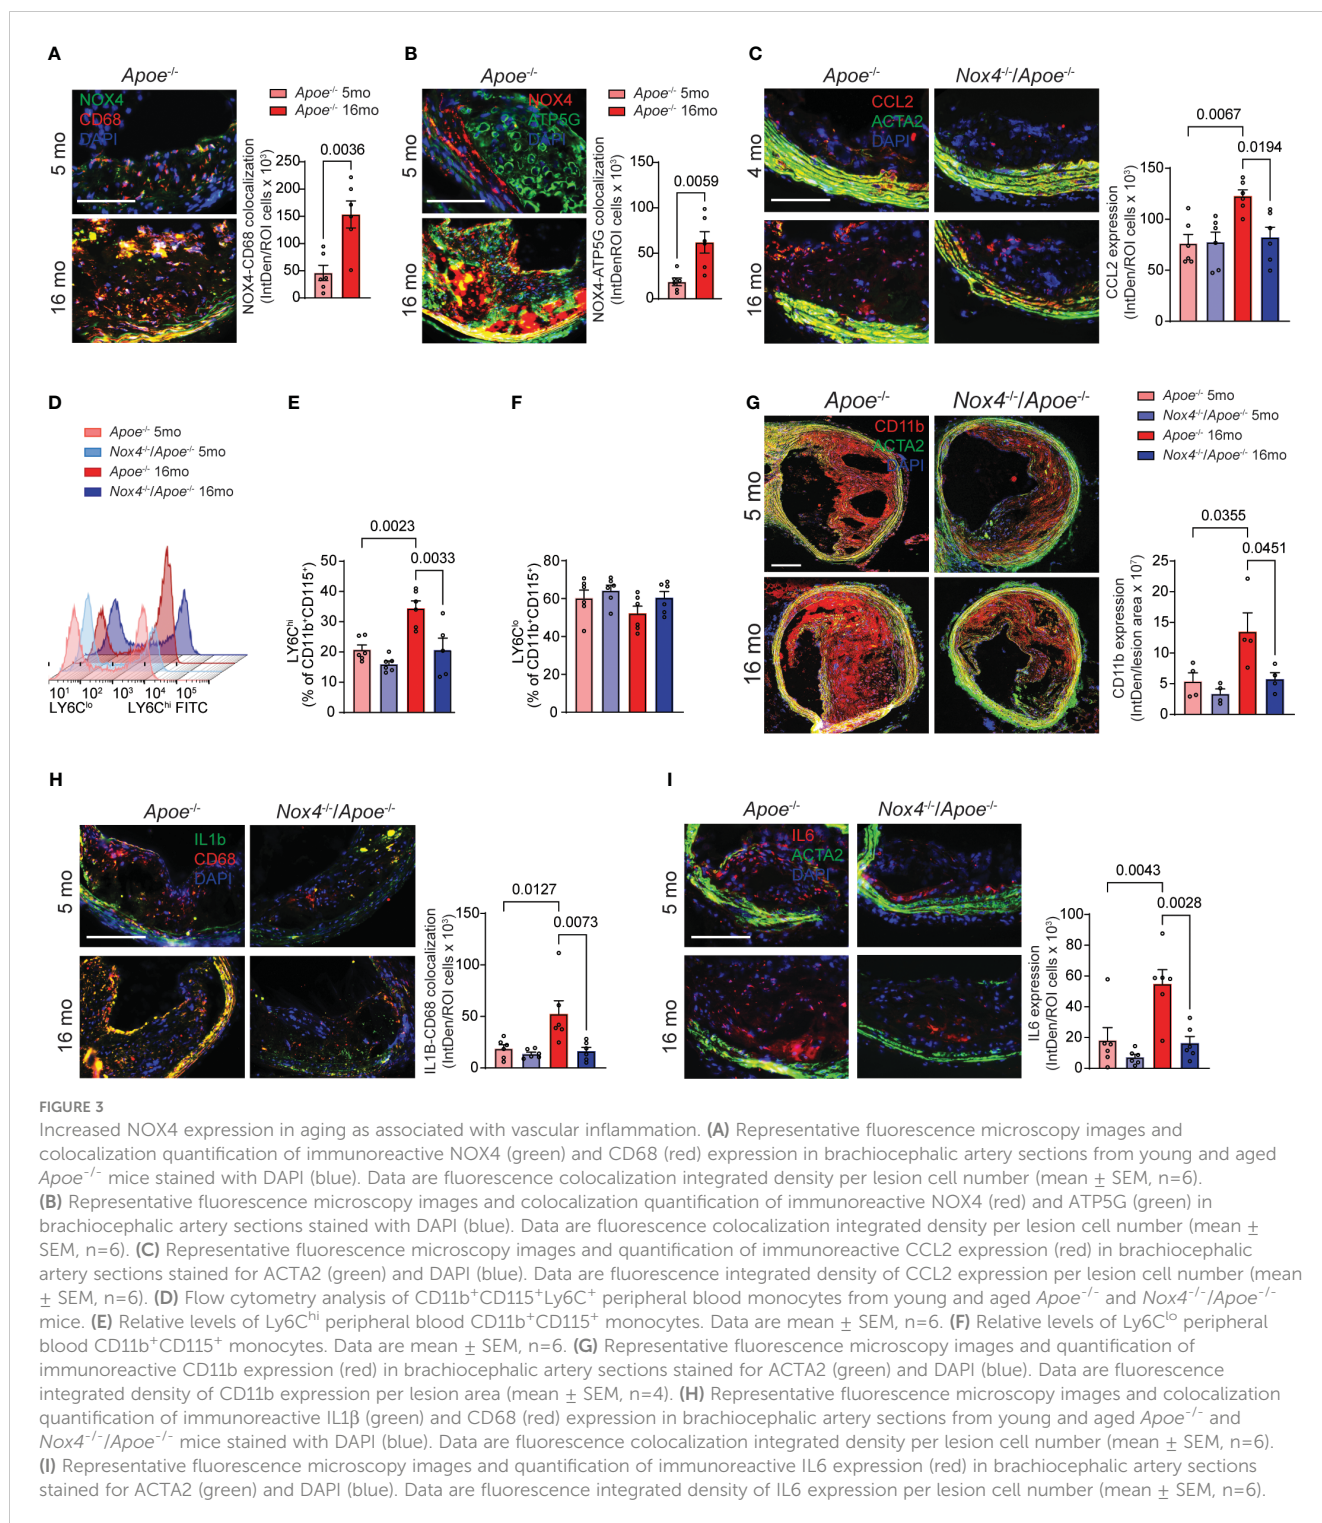 A
Apoe-/-
NOX4
CD68
DAPI
5 mo
16 mo
Apoe-/- 5mo
Apoe-/- 16mo
NOX4-CD68 colocalization
(IntDen/ROI cells x 10³)
0.0036
250
200
150
100
50
0
B
Apoe-/-
NOX4
ATP5G
DAPI
5 mo
16 mo
Apoe-/- 5mo
Apoe-/- 16mo
NOX4-ATP5G colocalization
(IntDenROI cells x 10³)
0.0059
150
100
50
0
C
Apoe-/-
Nox4-/-/Apoe-/-
CCL2
ACTA2
DAPI
4 mo
16 mo
CCL2 expression
(IntDen/ROI cells x 10³)
0.0067
0.0194
150
100
50
0
D
Apoe-/- 5mo
Nox4-/-/Apoe-/- 5mo
Apoe-/- 16mo
Nox4-/-/Apoe-/- 16mo
10¹ 10² 10³ 10⁴ 10⁵
LY6Clo LY6Chi FITC
E
LY6Chi
(% of CD11b+CD115+)
0.0023
0.0033
50
40
30
20
10
0
F
LY6Clo
(% of CD11b+CD115+)
80
60
40
20
0
G
Apoe-/-
Nox4-/-/Apoe-/-
CD11b
ACTA2
DAPI
5 mo
16 mo
Apoe-/- 5mo
Nox4-/-/Apoe-/- 5mo
Apoe-/- 16mo
Nox4-/-/Apoe-/- 16mo
CD11b expression
(IntDen/lesion area x 10⁷)
0.0355
0.0451
25
20
15
10
5
0
H
Apoe-/-
Nox4-/-/Apoe-/-
IL1b
CD68
DAPI
5 mo
16 mo
IL1B-CD68 colocalization
(IntDen/ROI cells x 10³)
0.0127
0.0073
150
100
50
0
I
Apoe-/-
Nox4-/-/Apoe-/-
IL6
ACTA2
DAPI
5 mo
16 mo
IL6 expression
(IntDen/ROI cells x 10³)
0.0043
0.0028
100
80
60
40
20
0
FIGURE 3
Increased NOX4 expression in aging as associated with vascular inflammation. (A) Representative fluorescence microscopy images and
colocalization quantification of immunoreactive NOX4 (green) and CD68 (red) expression in brachiocephalic artery sections from young and aged
Apoe−/− mice stained with DAPI (blue). Data are fluorescence colocalization integrated density per lesion cell number (mean ± SEM, n=6).
(B) Representative fluorescence microscopy images and colocalization quantification of immunoreactive NOX4 (red) and ATP5G (green) in
brachiocephalic artery sections stained with DAPI (blue). Data are fluorescence colocalization integrated density per lesion cell number (mean ±
SEM, n=6). (C) Representative fluorescence microscopy images and quantification of immunoreactive CCL2 expression (red) in brachiocephalic
artery sections stained for ACTA2 (green) and DAPI (blue). Data are fluorescence integrated density of CCL2 expression per lesion cell number (mean
± SEM, n=6). (D) Flow cytometry analysis of CD11b+CD115+Ly6C+ peripheral blood monocytes from young and aged Apoe−/− and Nox4−/−/Apoe−/−
mice. (E) Relative levels of Ly6Chi peripheral blood CD11b+CD115+ monocytes. Data are mean ± SEM, n=6. (F) Relative levels of Ly6Clo peripheral
blood CD11b+CD115+ monocytes. Data are mean ± SEM, n=6. (G) Representative fluorescence microscopy images and quantification of
immunoreactive CD11b expression (red) in brachiocephalic artery sections stained for ACTA2 (green) and DAPI (blue). Data are fluorescence
integrated density of CD11b expression per lesion area (mean ± SEM, n=4). (H) Representative fluorescence microscopy images and colocalization
quantification of immunoreactive IL1β (green) and CD68 (red) expression in brachiocephalic artery sections from young and aged Apoe−/− and
Nox4−/−/Apoe−/− mice stained with DAPI (blue). Data are fluorescence colocalization integrated density per lesion cell number (mean ± SEM, n=6).
(I) Representative fluorescence microscopy images and quantification of immunoreactive IL6 expression (red) in brachiocephalic artery sections
stained for ACTA2 (green) and DAPI (blue). Data are fluorescence integrated density of IL6 expression per lesion cell number (mean ± SEM, n=6).